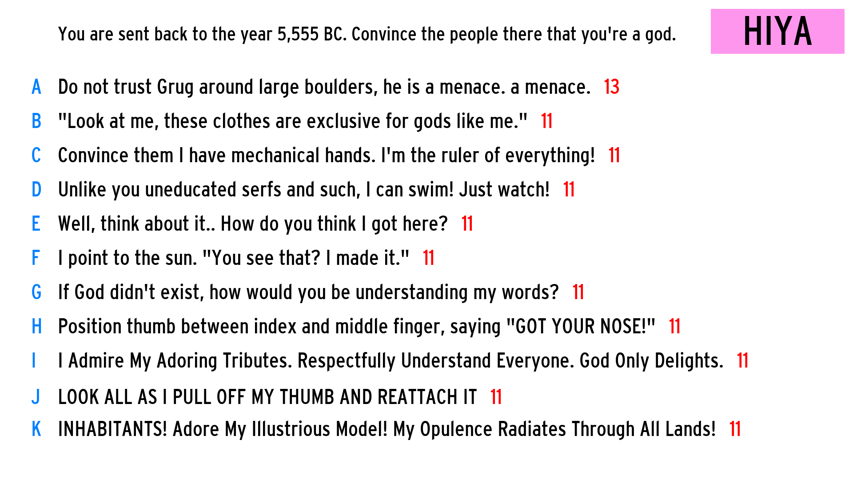 You are sent back to the year 5,555 BC. Convince the people there that you're a god.
HIYA
A Do not trust Grug around large boulders, he is a menace. a menace. 13
B "Look at me, these clothes are exclusive for gods like me." 11
C Convince them I have mechanical hands. I'm the ruler of everything! 11
D Unlike you uneducated serfs and such, I can swim! Just watch! 11
E Well, think about it.. How do you think I got here? 11
F I point to the sun. "You see that? I made it." 11
G If God didn't exist, how would you be understanding my words? 11
H Position thumb between index and middle finger, saying "GOT YOUR NOSE!" 11
I I Admire My Adoring Tributes. Respectfully Understand Everyone. God Only Delights. 11
J LOOK ALL AS I PULL OFF MY THUMB AND REATTACH IT 11
K INHABITANTS! Adore My Illustrious Model! My Opulence Radiates Through All Lands! 11